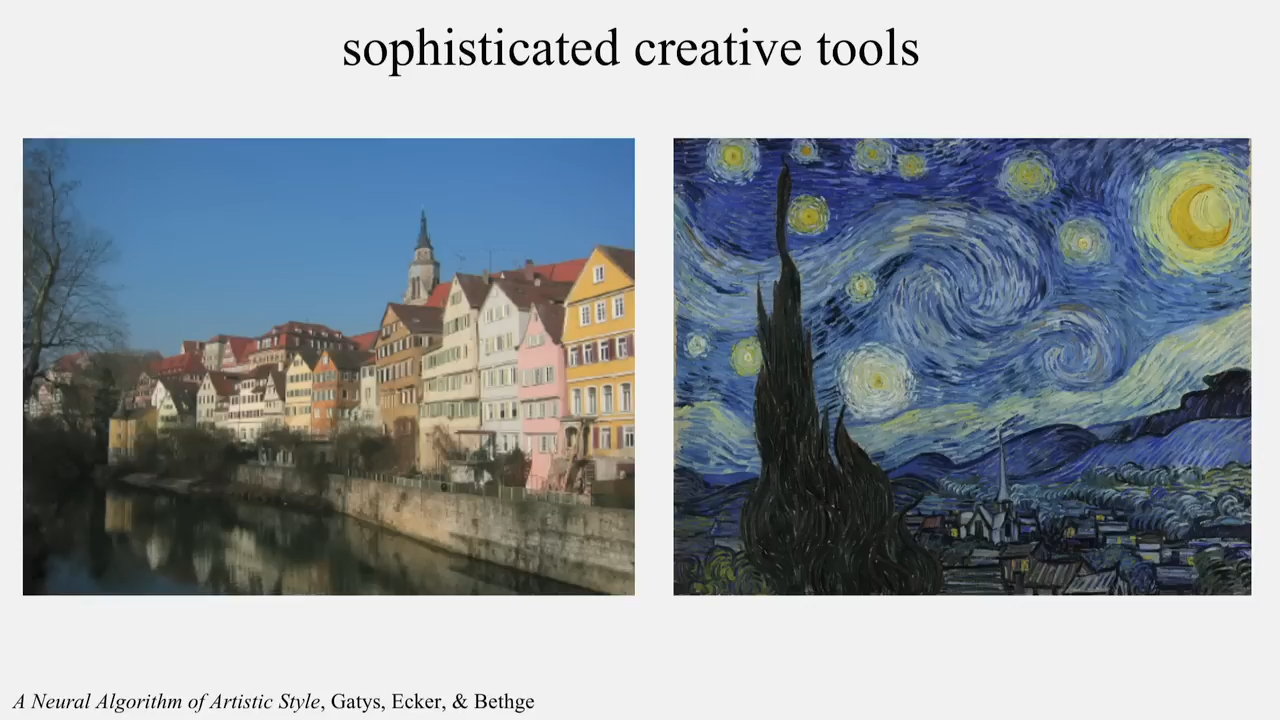 sophisticated creative tools
A Neural Algorithm of Artistic Style, Gatys, Ecker, & Bethge